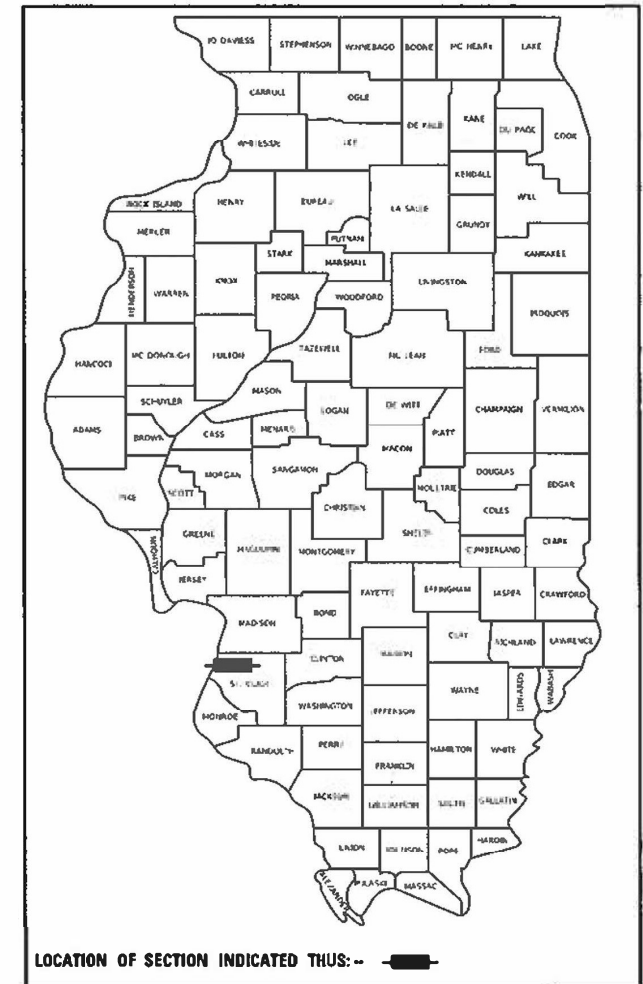 JO DAVIESS STEPHENSON WINNEBAGO BOONE MC HENRY LAKE
CARROLL OGLE DE KALB KANE DU PAGE COOK
WHITESIDE LEE
KENDALL WILL
ROCK ISLAND HENRY BUREAU LA SALLE GRUNDY
MERCER PUTNAM
STARK MARSHALL KANKAKEE
HENDERSON WARREN KNOX PEORIA WOODFORD LIVINGSTON IROQUOIS
HANCOCK MC DONOUGH FULTON TAZEWELL MC LEAN FORD
MASON
SCHUYLER LOGAN DE WITT CHAMPAIGN VERMILION
ADAMS BROWN CASS MENARD MACON PIATT
MORGAN SANGAMON DOUGLAS
PIKE SCOTT CHRISTIAN MOULTRIE EDGAR
COLES
GREENE MACOUPIN MONTGOMERY SHELBY CUMBERLAND CLARK
CALHOUN
JERSEY FAYETTE EFFINGHAM JASPER CRAWFORD
MADISON BOND
CLAY RICHLAND LAWRENCE
CLINTON MARION
ST. CLAIR WAYNE EDWARDS WABASH
MONROE WASHINGTON JEFFERSON
RANDOLPH PERRY HAMILTON WHITE
FRANKLIN
JACKSON WILLIAMSON SALINE GALLATIN
UNION JOHNSON POPE HARDIN
ALEXANDER PULASKI MASSAC
LOCATION OF SECTION INDICATED THUS:--